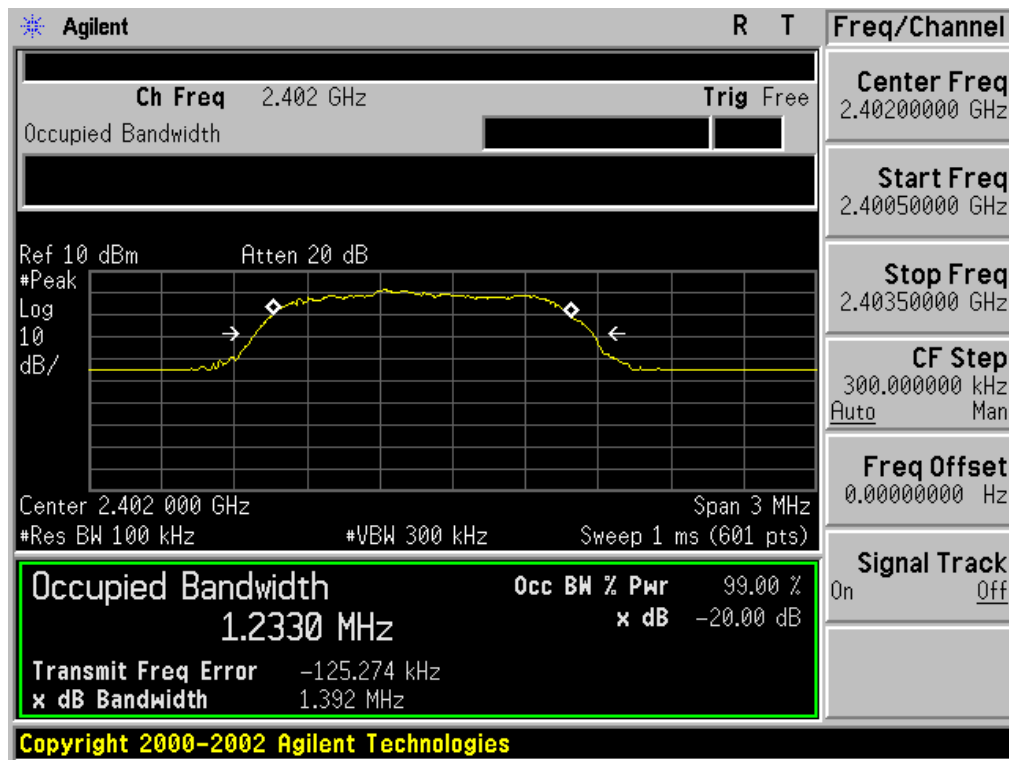 Agilent R T
Freq/Channel
Ch Freq 2.402 GHz Trig Free
Occupied Bandwidth
Center Freq
2.40200000 GHz
Start Freq
2.40050000 GHz
Stop Freq
2.40350000 GHz
CF Step
300.000000 kHz
Auto Man
Freq Offset
0.00000000 Hz
Signal Track
On Off
Ref 10 dBm Atten 20 dB
#Peak
Log
10
dB/
Center 2.402 000 GHz Span 3 MHz
#Res BW 100 kHz #VBW 300 kHz Sweep 1 ms (601 pts)
Occupied Bandwidth Occ BW % Pwr 99.00 %
1.2330 MHz x dB -20.00 dB
Transmit Freq Error -125.274 kHz
x dB Bandwidth 1.392 MHz
Copyright 2000-2002 Agilent Technologies